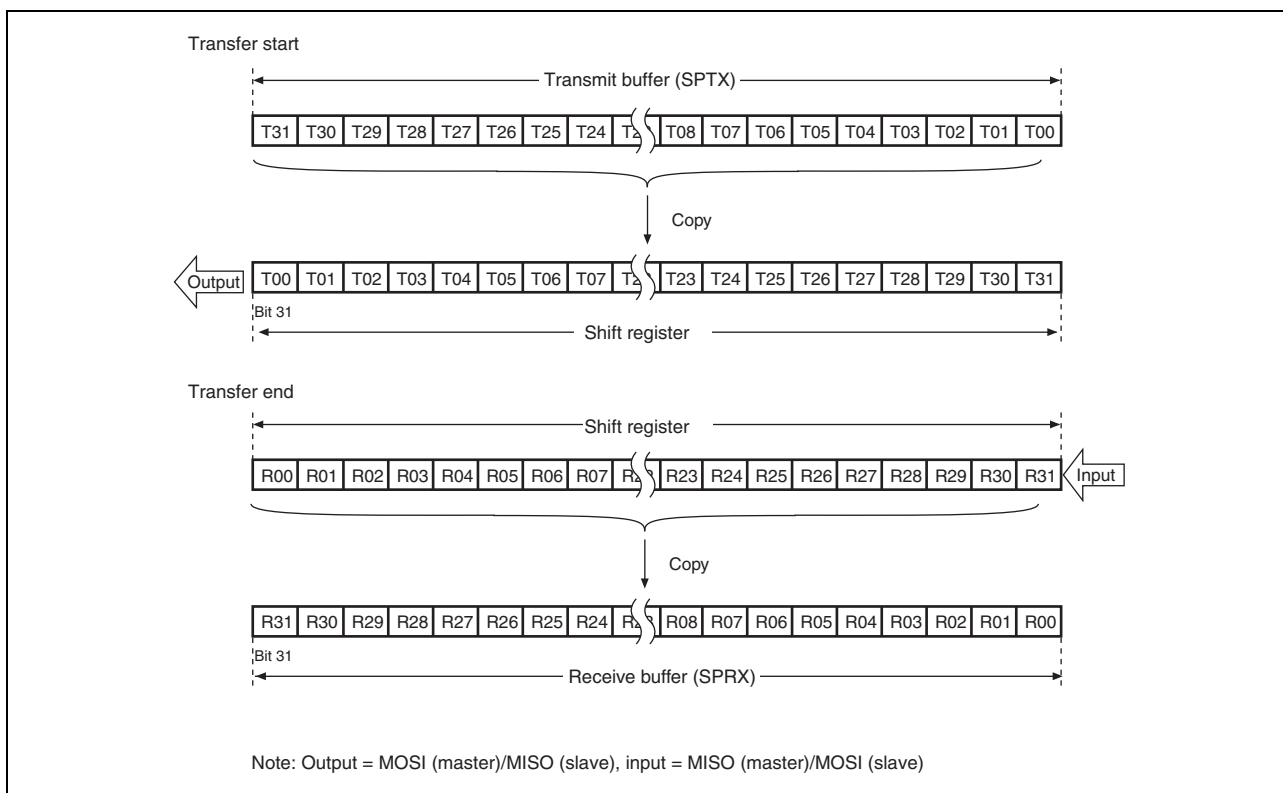 Transfer start
Transmit buffer (SPTX)
T31 T30 T29 T28 T27 T26 T25 T24 T08 T07 T06 T05 T04 T03 T02 T01 T00
Copy
Output
T00 T01 T02 T03 T04 T05 T06 T07 T23 T24 T25 T26 T27 T28 T29 T30 T31
Bit 31
Shift register
Transfer end
Shift register
R00 R01 R02 R03 R04 R05 R06 R07 R23 R24 R25 R26 R27 R28 R29 R30 R31
Input
Copy
R31 R30 R29 R28 R27 R26 R25 R24 R08 R07 R06 R05 R04 R03 R02 R01 R00
Bit 31
Receive buffer (SPRX)
Note: Output = MOSI (master)/MISO (slave), input = MISO (master)/MOSI (slave)